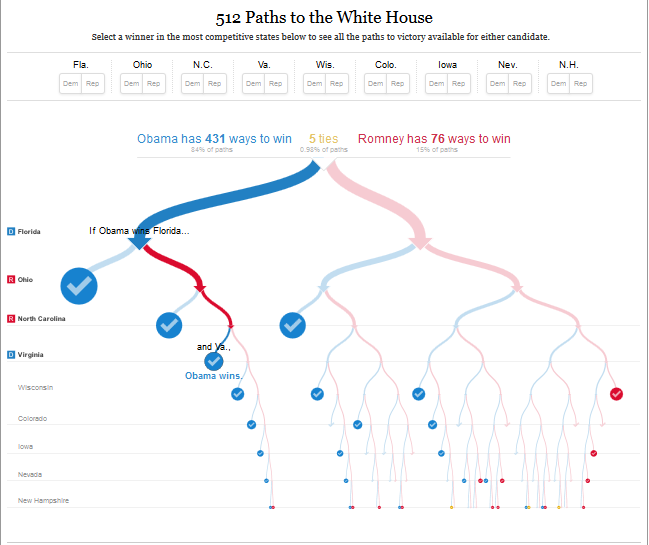 512 Paths to the White House
Select a winner in the most competitive states below to see all the paths to victory available for either candidate.
Fla. Ohio N.C. Va. Wis. Colo. Iowa Nev. N.H.
Dem Rep Dem Rep Dem Rep Dem Rep Dem Rep Dem Rep Dem Rep Dem Rep Dem Rep
Obama has 431 ways to win 5 ties Romney has 76 ways to win
84% of paths 0.98% of paths 15% of paths
If Obama wins Florida...
D Florida
R Ohio
R North Carolina
and Va.,
D Virginia
Obama wins.
Wisconsin
Colorado
Iowa
Nevada
New Hampshire